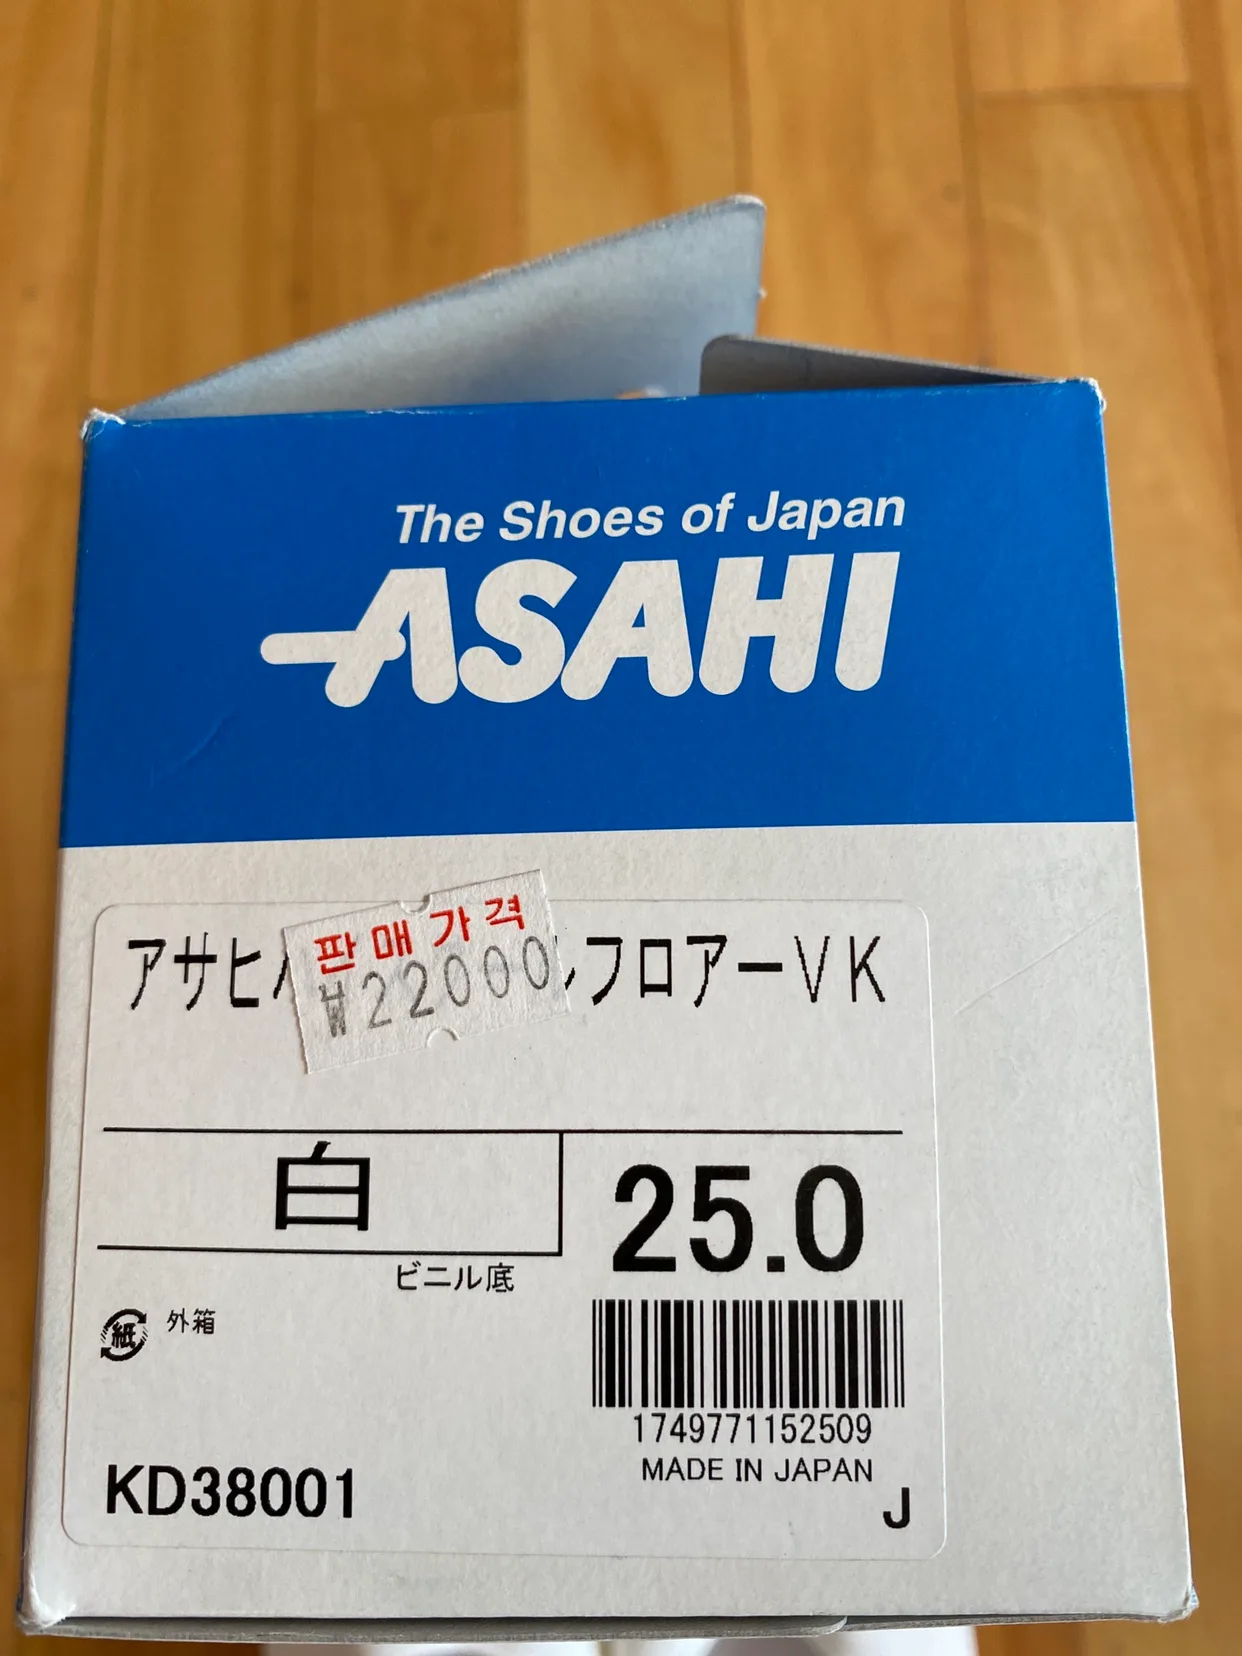 The Shoes of Japan
ASAHI
판매가격
₩22000
アサヒ
ルフロアーVK
白
25.0
ビニル底
紙
外箱
1749771152509
MADE IN JAPAN
KD38001
J